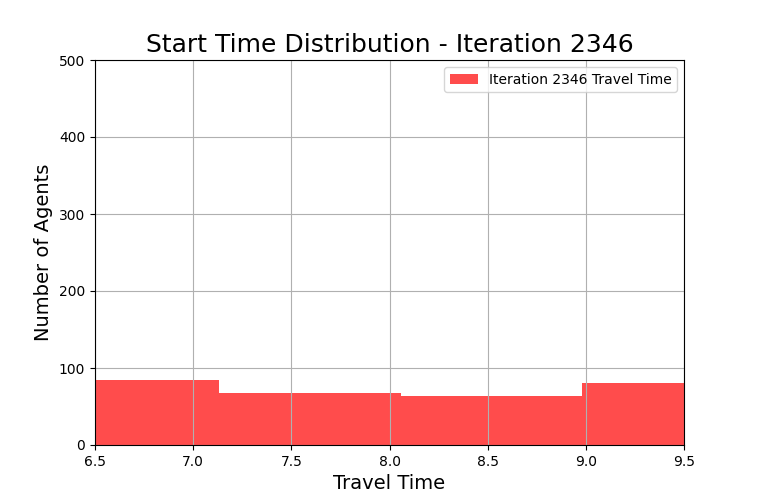 Start Time Distribution - Iteration 2346
500
400
300
200
100
0
Number of Agents
Iteration 2346 Travel Time
6.5 7.0 7.5 8.0 8.5 9.0 9.5
Travel Time